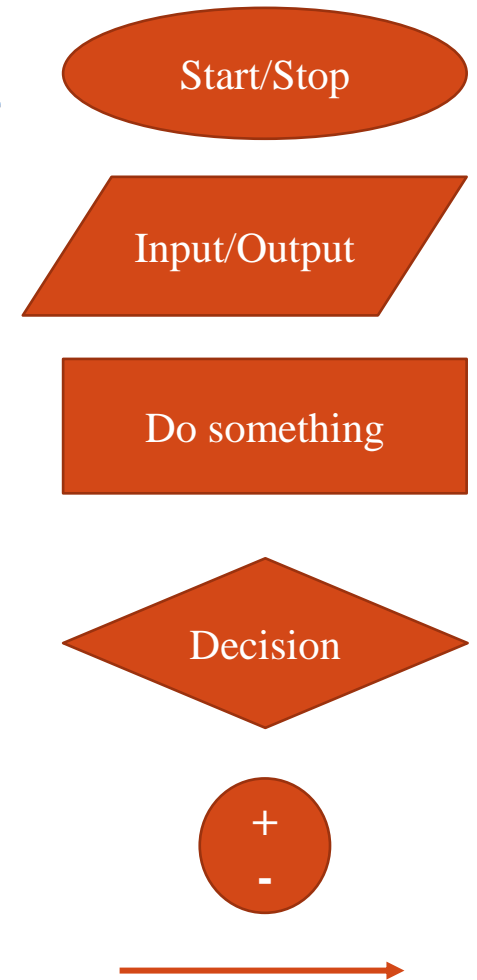 Start/Stop
Input/Output
Do something
Decision
+
-